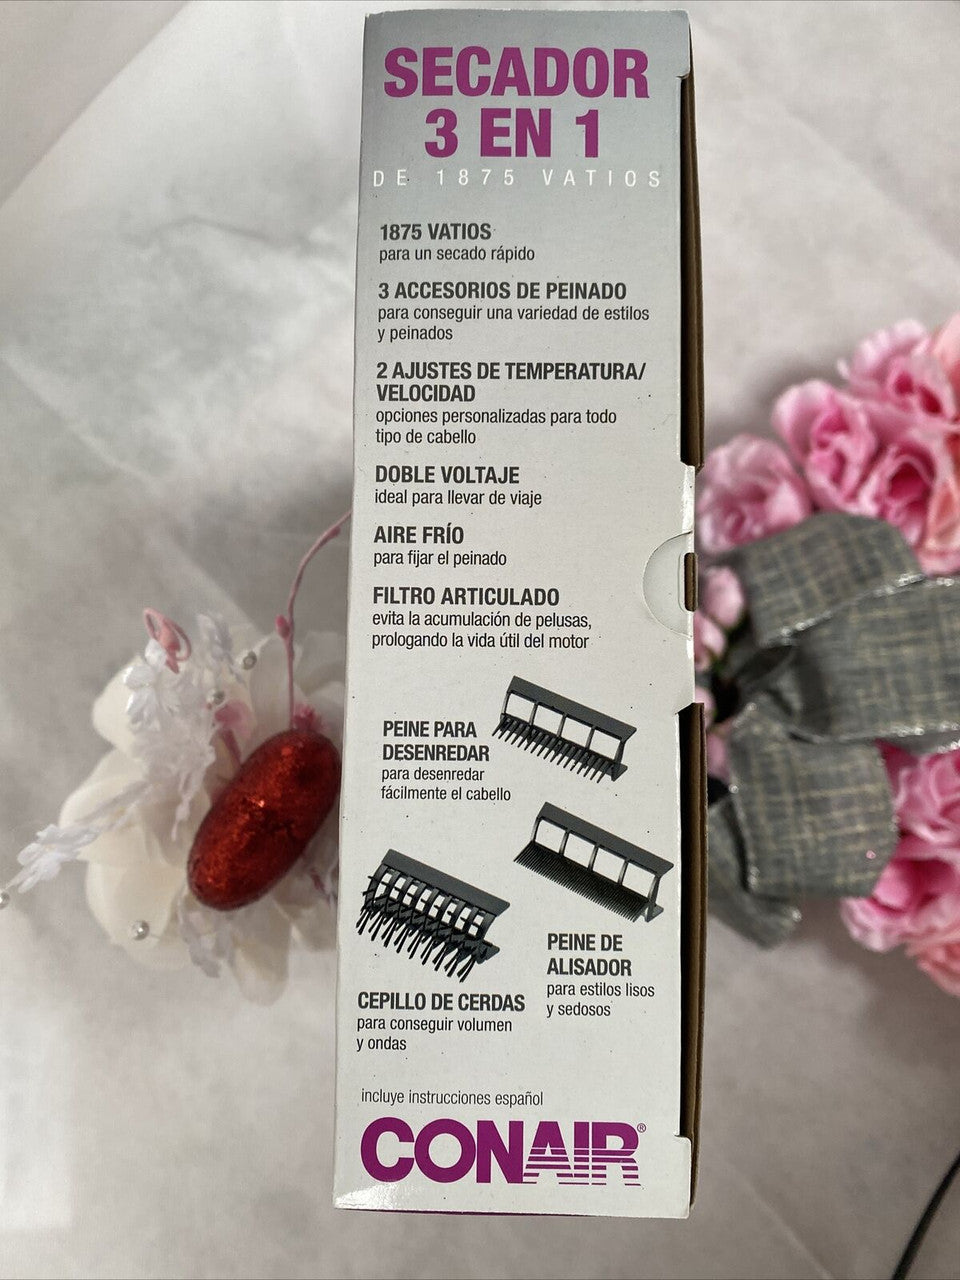 SECADOR
3 EN 1
DE 1875 VATIOS
1875 VATIOS
para un secado rápido
3 ACCESORIOS DE PEINADO
para conseguir una variedad de estilos
y peinados
2 AJUSTES DE TEMPERATURA/
VELOCIDAD
opciones personalizadas para todo
tipo de cabello
DOBLE VOLTAJE
ideal para llevar de viaje
AIRE FRÍO
para fijar el peinado
FILTRO ARTICULADO
evita la acumulación de pelusas,
prologando la vida útil del motor
PEINE PARA
DESENREDAR
para desenredar
fácilmente el cabello
PEINE DE
ALISADOR
para estilos lisos
y sedosos
CEPILLO DE CERDAS
para conseguir volumen
y ondas
incluye instrucciones español
CONAIR®